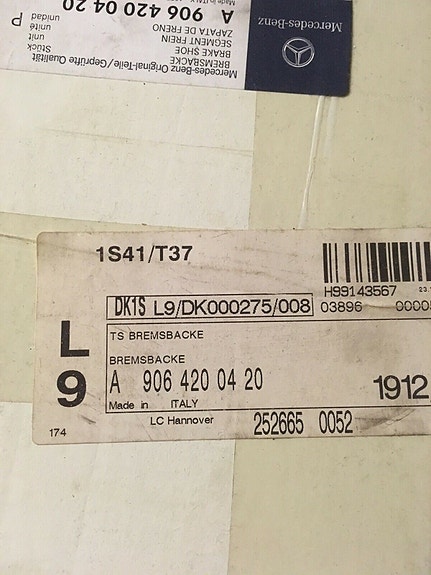 Mercedes-Benz
Mercedes-Benz Original-Teile/Geprüfte Qualität
BREMSBACKE
BRAKE SHOE
SEGMENT FREIN
ZAPATA DE FRENO
A 906 420 04 20
Stück
unit
unité
unidad
P
1S41/T37
H99143567
03896
DK1S L9/DK000275/008
L
9
TS BREMSBACKE
BREMSBACKE
A 906 420 04 20
1912
Made in ITALY
LC Hannover
252665 0052
174